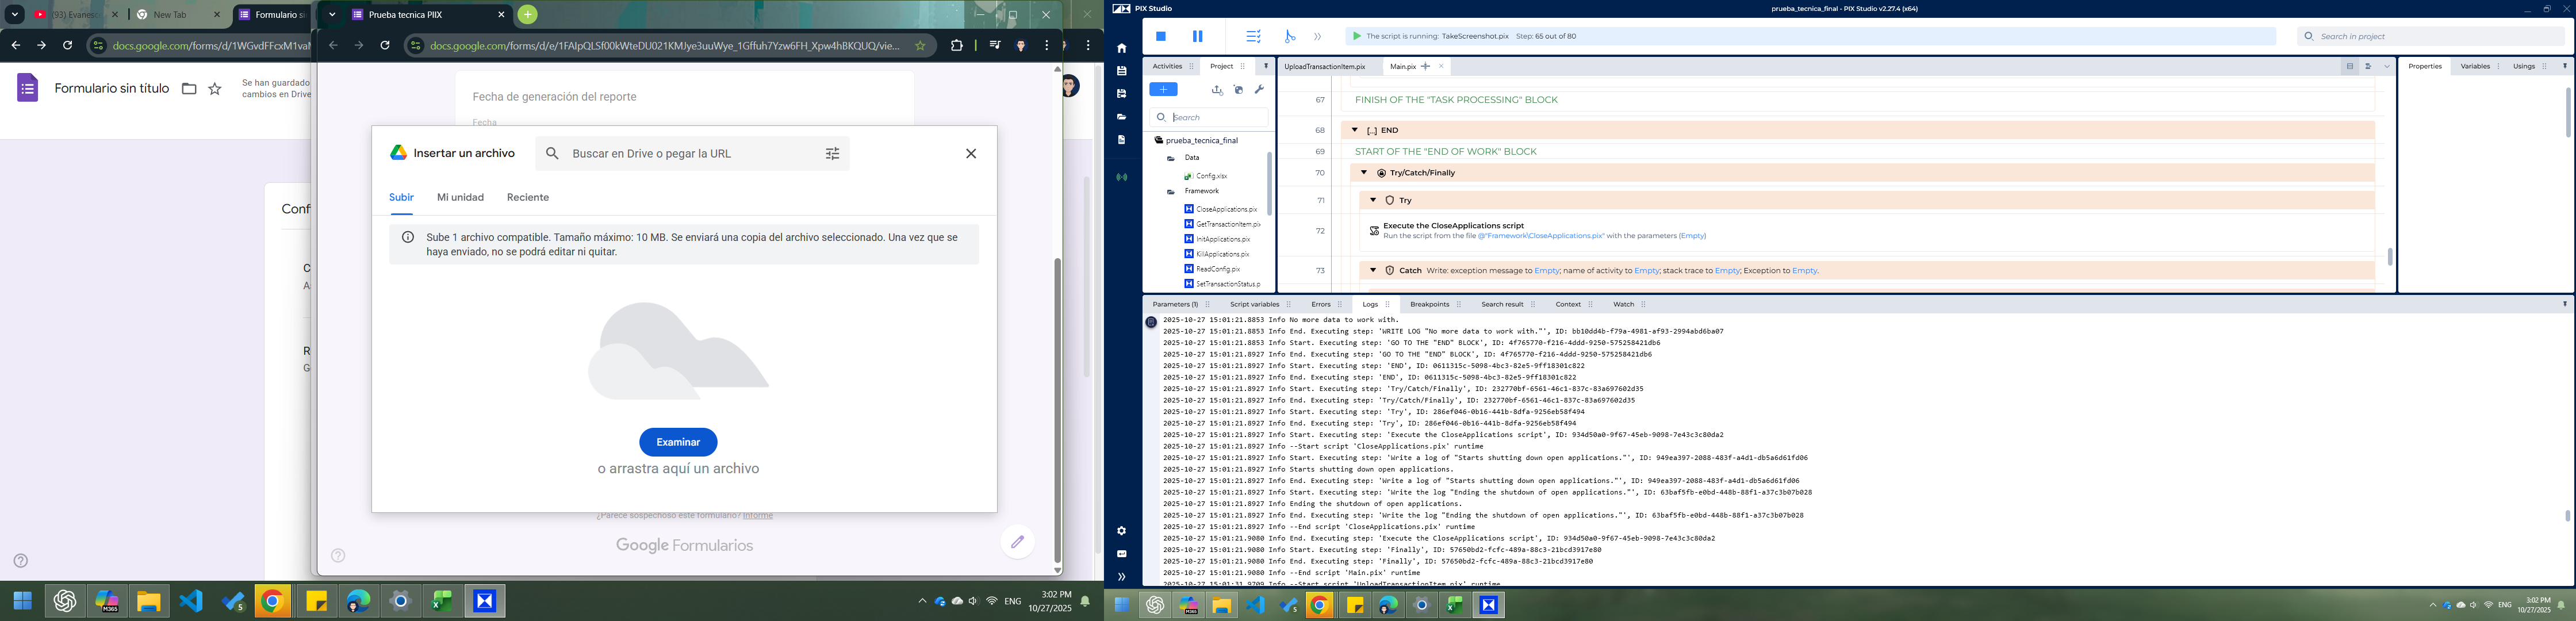 (93) Evanes
New Tab
Formulario si
docs.google.com/forms/d/1WGvdFFcxM1va
Formulario sin título
Se han guardado
cambios en Drive
Prueba tecnica PIIX
docs.google.com/forms/d/e/1FAIpQLSf00kWteDU021KMJye3uuWye_1Gffuh7Yzw6FH_Xpw4hBKQUQ/vie...
Fecha de generación del reporte
Fecha
Insertar un archivo
Buscar en Drive o pegar la URL
Subir
Mi unidad
Reciente
Sube 1 archivo compatible. Tamaño máximo: 10 MB. Se enviará una copia del archivo seleccionado. Una vez que se
haya enviado, no se podrá editar ni quitar.
Examinar
o arrastra aquí un archivo
¿Parece sospechoso este formulario? Informe
Google Formularios
ENG
3:02 PM
10/27/2025
PIX Studio
prueba_tecnica_final - PIX Studio v2.27.4 (x64)
The script is running: TakeScreenshot.pix Step: 65 out of 80
Search in project
Activities
Project
Search
prueba_tecnica_final
Data
Config.xlsx
Framework
CloseApplications.pix
GetTransactionItem.pix
InitApplications.pix
KillApplications.pix
ReadConfig.pix
SetTransactionStatus.p
UploadTransactionItem.pix
Main.pix
67 FINISH OF THE "TASK PROCESSING" BLOCK
68 [...] END
69 START OF THE "END OF WORK" BLOCK
70 Try/Catch/Finally
71 Try
72 Execute the CloseApplications script
Run the script from the file @"Framework\CloseApplications.pix" with the parameters (Empty)
73 Catch Write: exception message to Empty; name of activity to Empty; stack trace to Empty; Exception to Empty.
Properties
Variables
Usings
Parameters (1)
Script variables
Errors
Logs
Breakpoints
Search result
Context
Watch
2025-10-27 15:01:21.8853 Info No more data to work with.
2025-10-27 15:01:21.8853 Info End. Executing step: 'WRITE LOG "No more data to work with."', ID: bb10dd4b-f79a-4981-af93-2994abd6ba07
2025-10-27 15:01:21.8853 Info Start. Executing step: 'GO TO THE "END" BLOCK', ID: 4f765770-f216-4ddd-9250-575258421db6
2025-10-27 15:01:21.8927 Info End. Executing step: 'GO TO THE "END" BLOCK', ID: 4f765770-f216-4ddd-9250-575258421db6
2025-10-27 15:01:21.8927 Info Start. Executing step: 'END', ID: 0611315c-5098-4bc3-82e5-9ff18301c822
2025-10-27 15:01:21.8927 Info End. Executing step: 'END', ID: 0611315c-5098-4bc3-82e5-9ff18301c822
2025-10-27 15:01:21.8927 Info Start. Executing step: 'Try/Catch/Finally', ID: 232770bf-6561-46c1-837c-83a697602d35
2025-10-27 15:01:21.8927 Info End. Executing step: 'Try/Catch/Finally', ID: 232770bf-6561-46c1-837c-83a697602d35
2025-10-27 15:01:21.8927 Info Start. Executing step: 'Try', ID: 286ef046-0b16-441b-8dfa-9256eb58f494
2025-10-27 15:01:21.8927 Info End. Executing step: 'Try', ID: 286ef046-0b16-441b-8dfa-9256eb58f494
2025-10-27 15:01:21.8927 Info Start. Executing step: 'Execute the CloseApplications script', ID: 934d50a0-9f67-45eb-9098-7e43c3c80da2
2025-10-27 15:01:21.8927 Info --Start script 'CloseApplications.pix' runtime
2025-10-27 15:01:21.8927 Info Start. Executing step: 'Write a log of "Starts shutting down open applications."', ID: 949ea397-2088-483f-a4d1-db5a6d61fd06
2025-10-27 15:01:21.8927 Info Starts shutting down open applications.
2025-10-27 15:01:21.8927 Info End. Executing step: 'Write a log of "Starts shutting down open applications."', ID: 949ea397-2088-483f-a4d1-db5a6d61fd06
2025-10-27 15:01:21.8927 Info Start. Executing step: 'Write the log "Ending the shutdown of open applications."', ID: 63baf5fb-e0bd-448b-88f1-a37c3b07b028
2025-10-27 15:01:21.8927 Info Ending the shutdown of open applications.
2025-10-27 15:01:21.8927 Info End. Executing step: 'Write the log "Ending the shutdown of open applications."', ID: 63baf5fb-e0bd-448b-88f1-a37c3b07b028
2025-10-27 15:01:21.8927 Info --End script 'CloseApplications.pix' runtime
2025-10-27 15:01:21.9080 Info End. Executing step: 'Execute the CloseApplications script', ID: 934d50a0-9f67-45eb-9098-7e43c3c80da2
2025-10-27 15:01:21.9080 Info Start. Executing step: 'Finally', ID: 57650bd2-fcfc-489a-88c3-21bcd3917e80
2025-10-27 15:01:21.9080 Info End. Executing step: 'Finally', ID: 57650bd2-fcfc-489a-88c3-21bcd3917e80
2025-10-27 15:01:21.9080 Info --End script 'Main.pix' runtime
2025-10-27 15:01:31.9709 Info --Start script 'UploadTransactionItem.pix' runtime
ENG
3:02 PM
10/27/2025